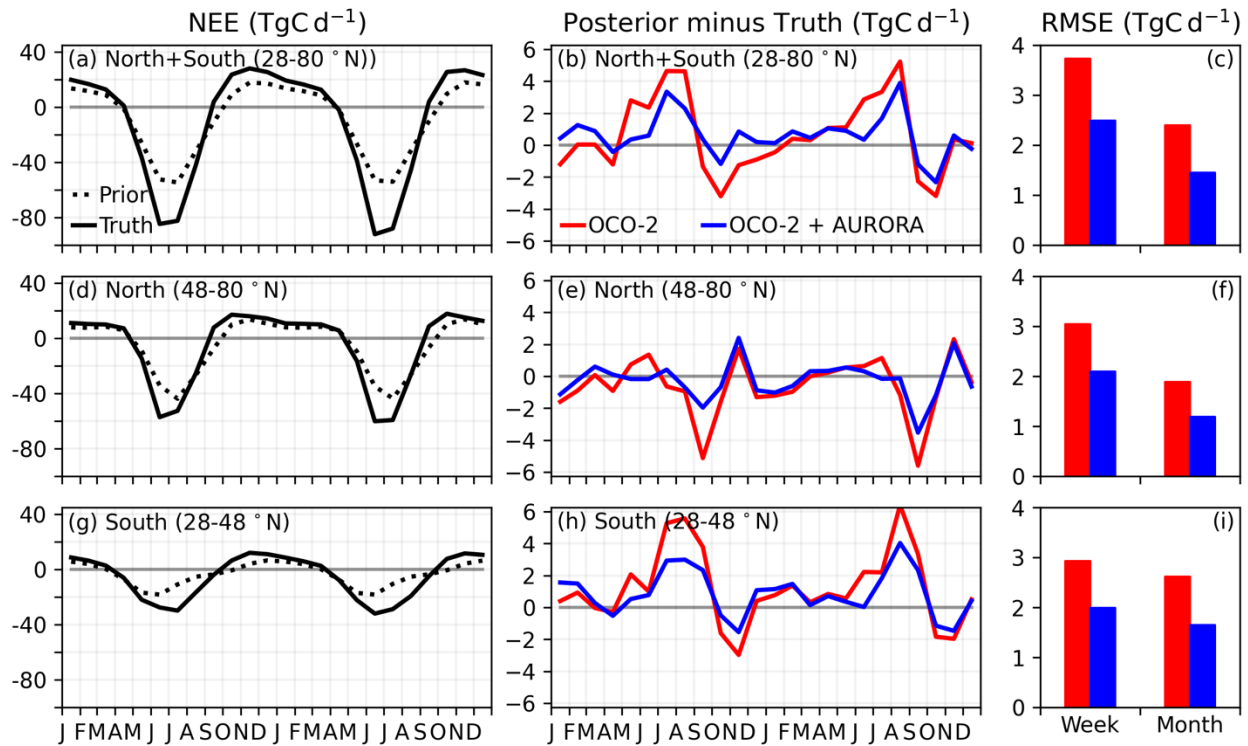 NEE (TgC d⁻¹)
Posterior minus Truth (TgC d⁻¹)
RMSE (TgC d⁻¹)
(a) North+South (28-80 °N))
40
0
-40
-80
Prior
Truth
(b) North+South (28-80 °N)
6
4
2
0
−2
−4
−6
OCO-2
OCO-2 + AURORA
(c)
4
3
2
1
0
(d) North (48-80 °N)
40
0
-40
-80
(e) North (48-80 °N)
6
4
2
0
−2
−4
−6
(f)
4
3
2
1
0
(g) South (28-48 °N)
40
0
-40
-80
J FMAM J J A SOND J FMAM J J A SOND
(h) South (28-48 °N)
6
4
2
0
−2
−4
−6
J FMAM J J A SOND J FMAM J J A SOND
(i)
4
3
2
1
0
Week Month